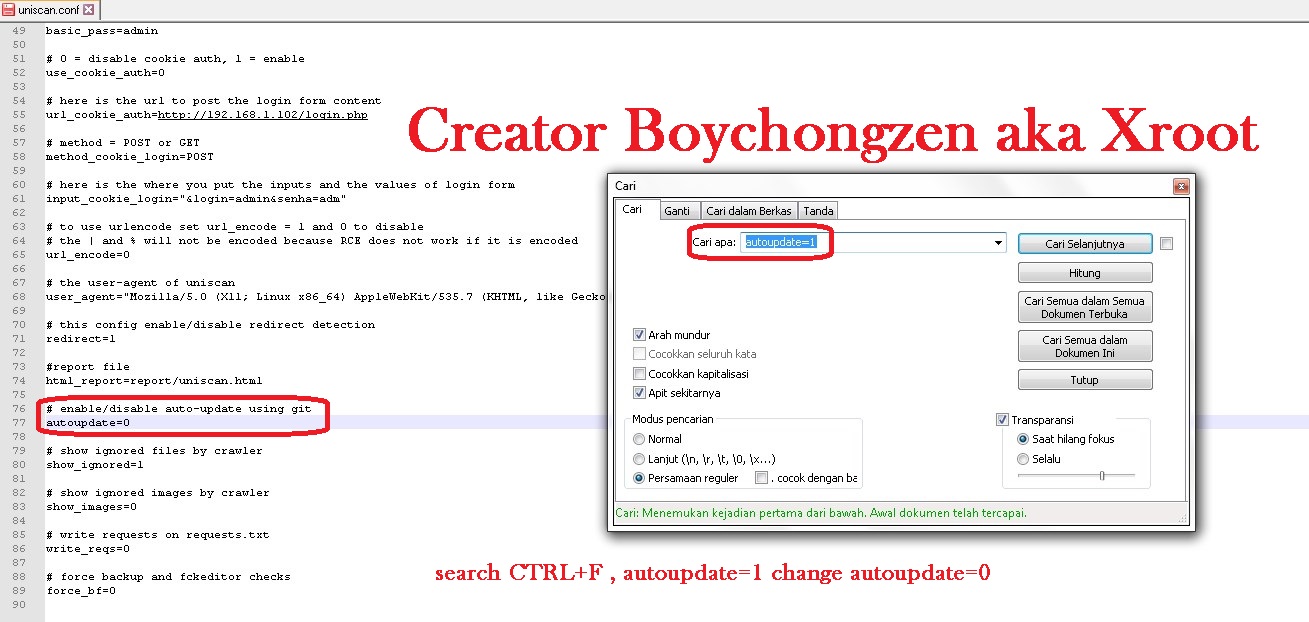 uniscan.conf
49 basic_pass=admin
50
51 # 0 = disable cookie auth, 1 = enable
52 use_cookie_auth=0
53
54 # here is the url to post the login form content
55 url_cookie_auth=http://192.168.1.102/login.php
56
57 # method = POST or GET
58 method_cookie_login=POST
59
60 # here is the where you put the inputs and the values of login form
61 input_cookie_login="&login=admin&senha=adm"
62
63 # to use urlencode set url_encode = 1 and 0 to disable
64 # the | and % will not be encoded because RCE does not work if it is encoded
65 url_encode=0
66
67 # the user-agent of uniscan
68 user_agent="Mozilla/5.0 (X11; Linux x86_64) AppleWebKit/535.7 (KHTML, like Gecko
69
70 # this config enable/disable redirect detection
71 redirect=1
72
73 #report file
74 html_report=report/uniscan.html
75
76 # enable/disable auto-update using git
77 autoupdate=0
78
79 # show ignored files by crawler
80 show_ignored=1
81
82 # show ignored images by crawler
83 show_images=0
84
85 # write requests on requests.txt
86 write_reqs=0
87
88 # force backup and fckeditor checks
89 force_bf=0
90
Creator Boychongzen aka Xroot
Cari
Cari Ganti Cari dalam Berkas Tanda
Cari apa: autoupdate=1
Cari Selanjutnya
Hitung
Cari Semua dalam Semua
Dokumen Terbuka
Cari Semua dalam
Dokumen Ini
Tutup
Arah mundur
Cocokkan seluruh kata
Cocokkan kapitalisasi
Apit sekitarnya
Modus pencarian
Normal
Lanjut (\n, \r, \t, \0, \x...)
Persamaan reguler . cocok dengan ba
Transparansi
Saat hilang fokus
Selalu
Cari: Menemukan kejadian pertama dari bawah. Awal dokumen telah tercapai.
search CTRL+F , autoupdate=1 change autoupdate=0